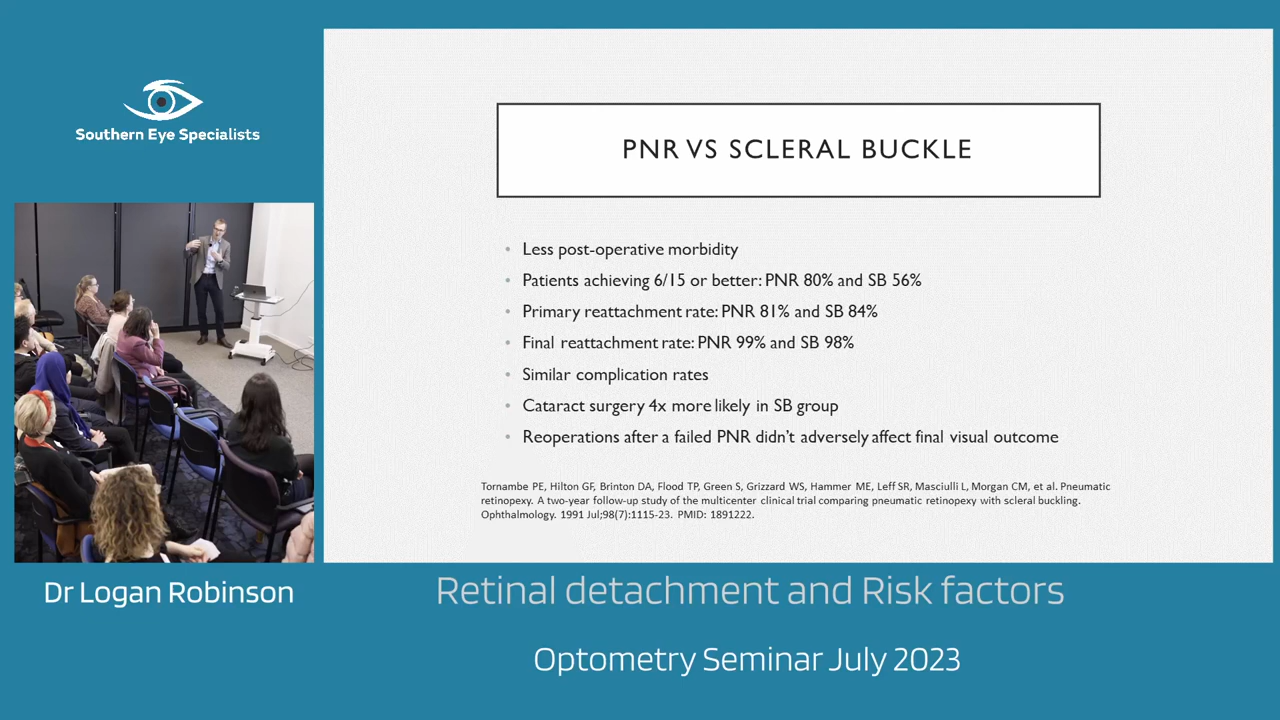 Southern Eye Specialists
PNR VS SCLERAL BUCKLE
• Less post-operative morbidity
• Patients achieving 6/15 or better: PNR 80% and SB 56%
• Primary reattachment rate: PNR 81% and SB 84%
• Final reattachment rate: PNR 99% and SB 98%
• Similar complication rates
• Cataract surgery 4x more likely in SB group
• Reoperations after a failed PNR didn't adversely affect final visual outcome
Tornambe PE, Hilton GF, Brinton DA, Flood TP, Green S, Grizzard WS, Hammer ME, Leff SR, Masciulli L, Morgan CM, et al. Pneumatic
retinopexy. A two-year follow-up study of the multicenter clinical trial comparing pneumatic retinopexy with scleral buckling.
Ophthalmology. 1991 Jul;98(7):1115-23. PMID: 1891222.
Dr Logan Robinson
Retinal detachment and Risk factors
Optometry Seminar July 2023